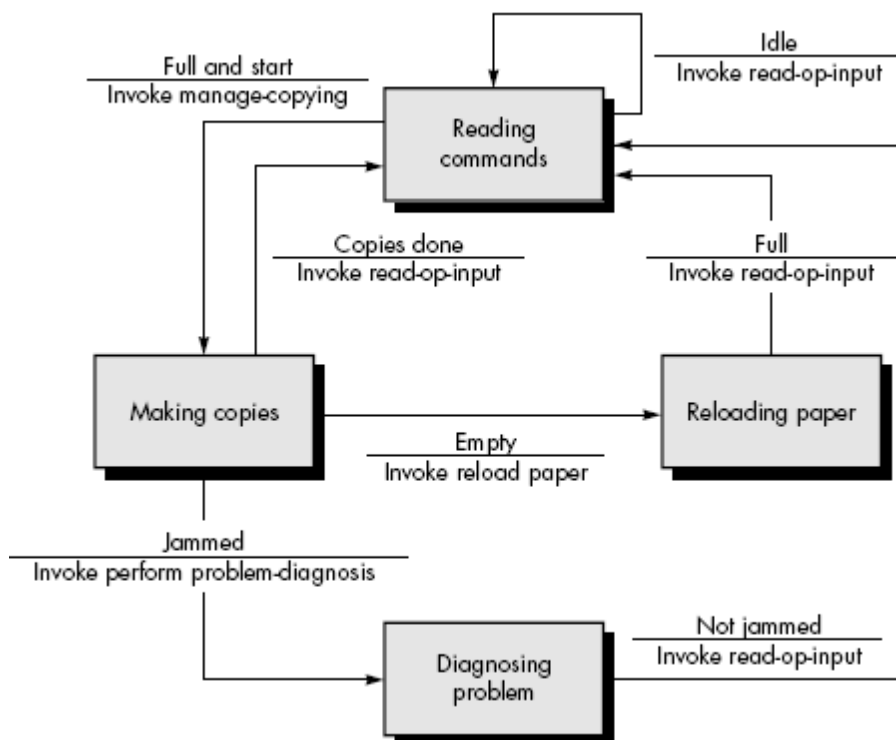 Idle
Invoke read-op-input
Full and start
Invoke manage-copying
Reading
commands
Copies done
Invoke read-op-input
Full
Invoke read-op-input
Making copies
Reloading paper
Empty
Invoke reload paper
Jammed
Invoke perform problem-diagnosis
Not jammed
Invoke read-op-input
Diagnosing
problem